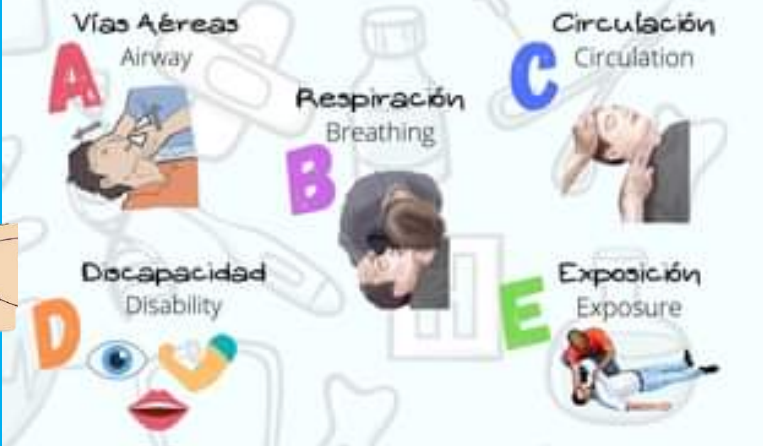 Vías Aéreas
Airway
A
Respiración
Breathing
B
Circulación
Circulation
C
Discapacidad
Disability
D
Exposición
Exposure
E